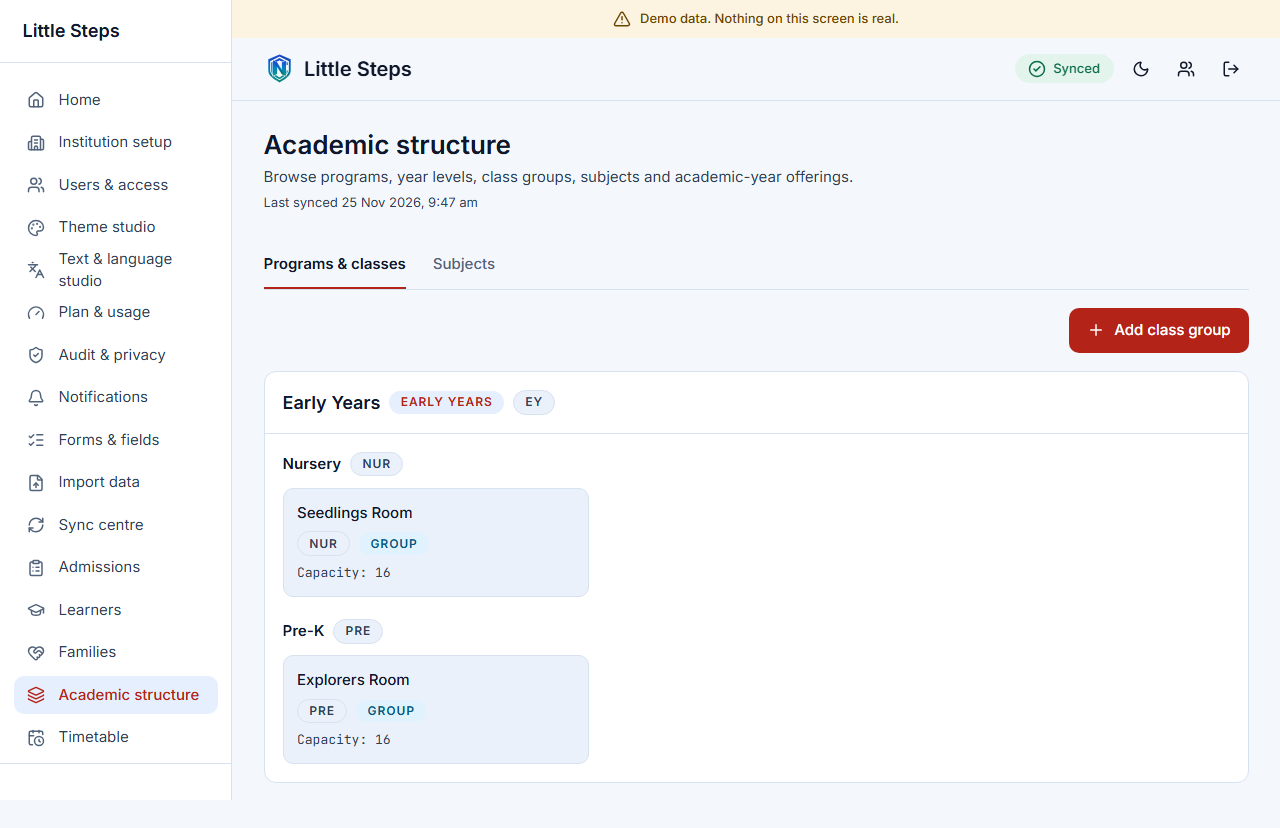 Little Steps
Home
Institution setup
Users & access
Theme studio
Text & language
studio
Plan & usage
Audit & privacy
Notifications
Forms & fields
Import data
Sync centre
Admissions
Learners
Families
Academic structure
Timetable
Demo data. Nothing on this screen is real.
Little Steps
Synced
Academic structure
Browse programs, year levels, class groups, subjects and academic-year offerings.
Last synced 25 Nov 2026, 9:47 am
Programs & classes Subjects
Add class group
Early Years EARLY YEARS EY
Nursery NUR
Seedlings Room
NUR GROUP
Capacity: 16
Pre-K PRE
Explorers Room
PRE GROUP
Capacity: 16